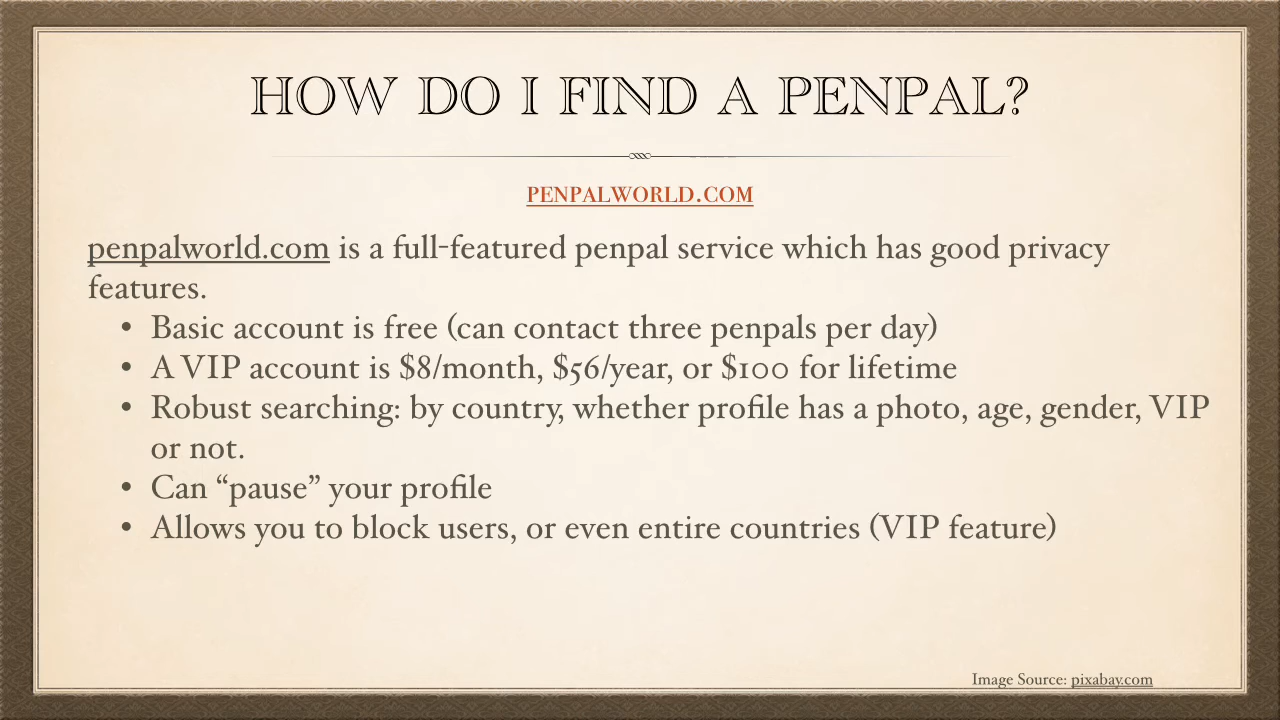 HOW DO I FIND A PENPAL?
PENPALWORLD.COM
penpalworld.com is a full-featured penpal service which has good privacy
features.
• Basic account is free (can contact three penpals per day)
• A VIP account is $8/month, $56/year, or $100 for lifetime
• Robust searching: by country, whether profile has a photo, age, gender, VIP
or not.
• Can “pause” your profile
• Allows you to block users, or even entire countries (VIP feature)
Image Source: pixabay.com